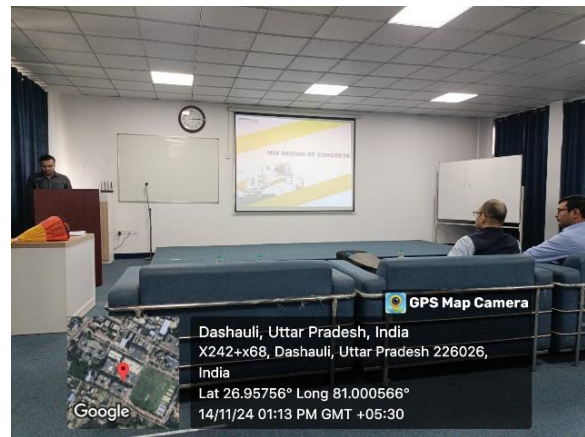 MIX DESIGN OF CONCRETE
GPS Map Camera
Dashauli, Uttar Pradesh, India
X242+x68, Dashauli, Uttar Pradesh 226026,
India
Lat 26.95756° Long 81.000566°
14/11/24 01:13 PM GMT +05:30
Google